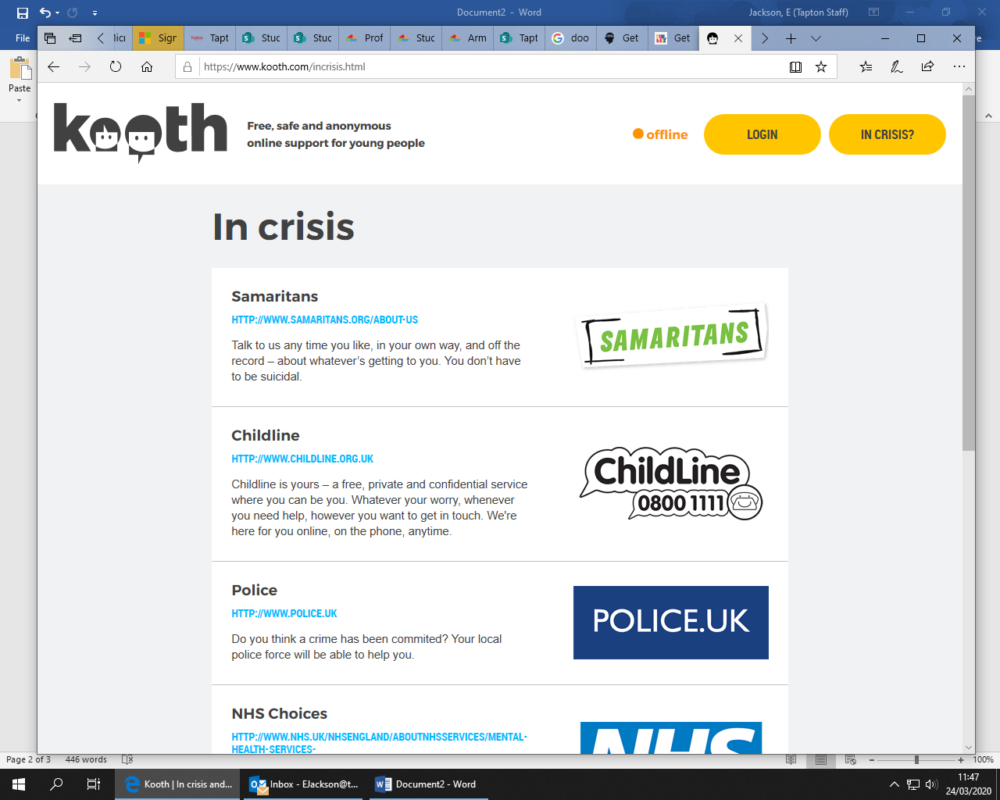 Document2 - Word
Jackson, E (Tapton Staff)
File
Sign
Tapt
Stuc
Stuc
Prof
Stuc
Arm
Tapt
doo
Get
Get
https://www.kooth.com/incrisis.html
Paste
kooth
Free, safe and anonymous
online support for young people
offline
LOGIN
IN CRISIS?
In crisis
Samaritans
HTTP://WWW.SAMARITANS.ORG/ABOUT-US
Talk to us any time you like, in your own way, and off the
record – about whatever’s getting to you. You don’t have
to be suicidal.
SAMARITANS
Childline
HTTP://WWW.CHILDLINE.ORG.UK
Childline is yours – a free, private and confidential service
where you can be you. Whatever your worry, whenever
you need help, however you want to get in touch. We're
here for you online, on the phone, anytime.
ChildLine
0800 1111
Police
HTTP://WWW.POLICE.UK
Do you think a crime has been commited? Your local
police force will be able to help you.
POLICE.UK
NHS Choices
HTTP://WWW.NHS.UK/NHSENGLAND/ABOUTNHSSERVICES/MENTAL-
HEALTH-SERVICES-
NHS
Page 2 of 3
446 words
100%
Kooth | In crisis and...
Inbox - EJackson@t...
Document2 - Word
11:47
24/03/2020